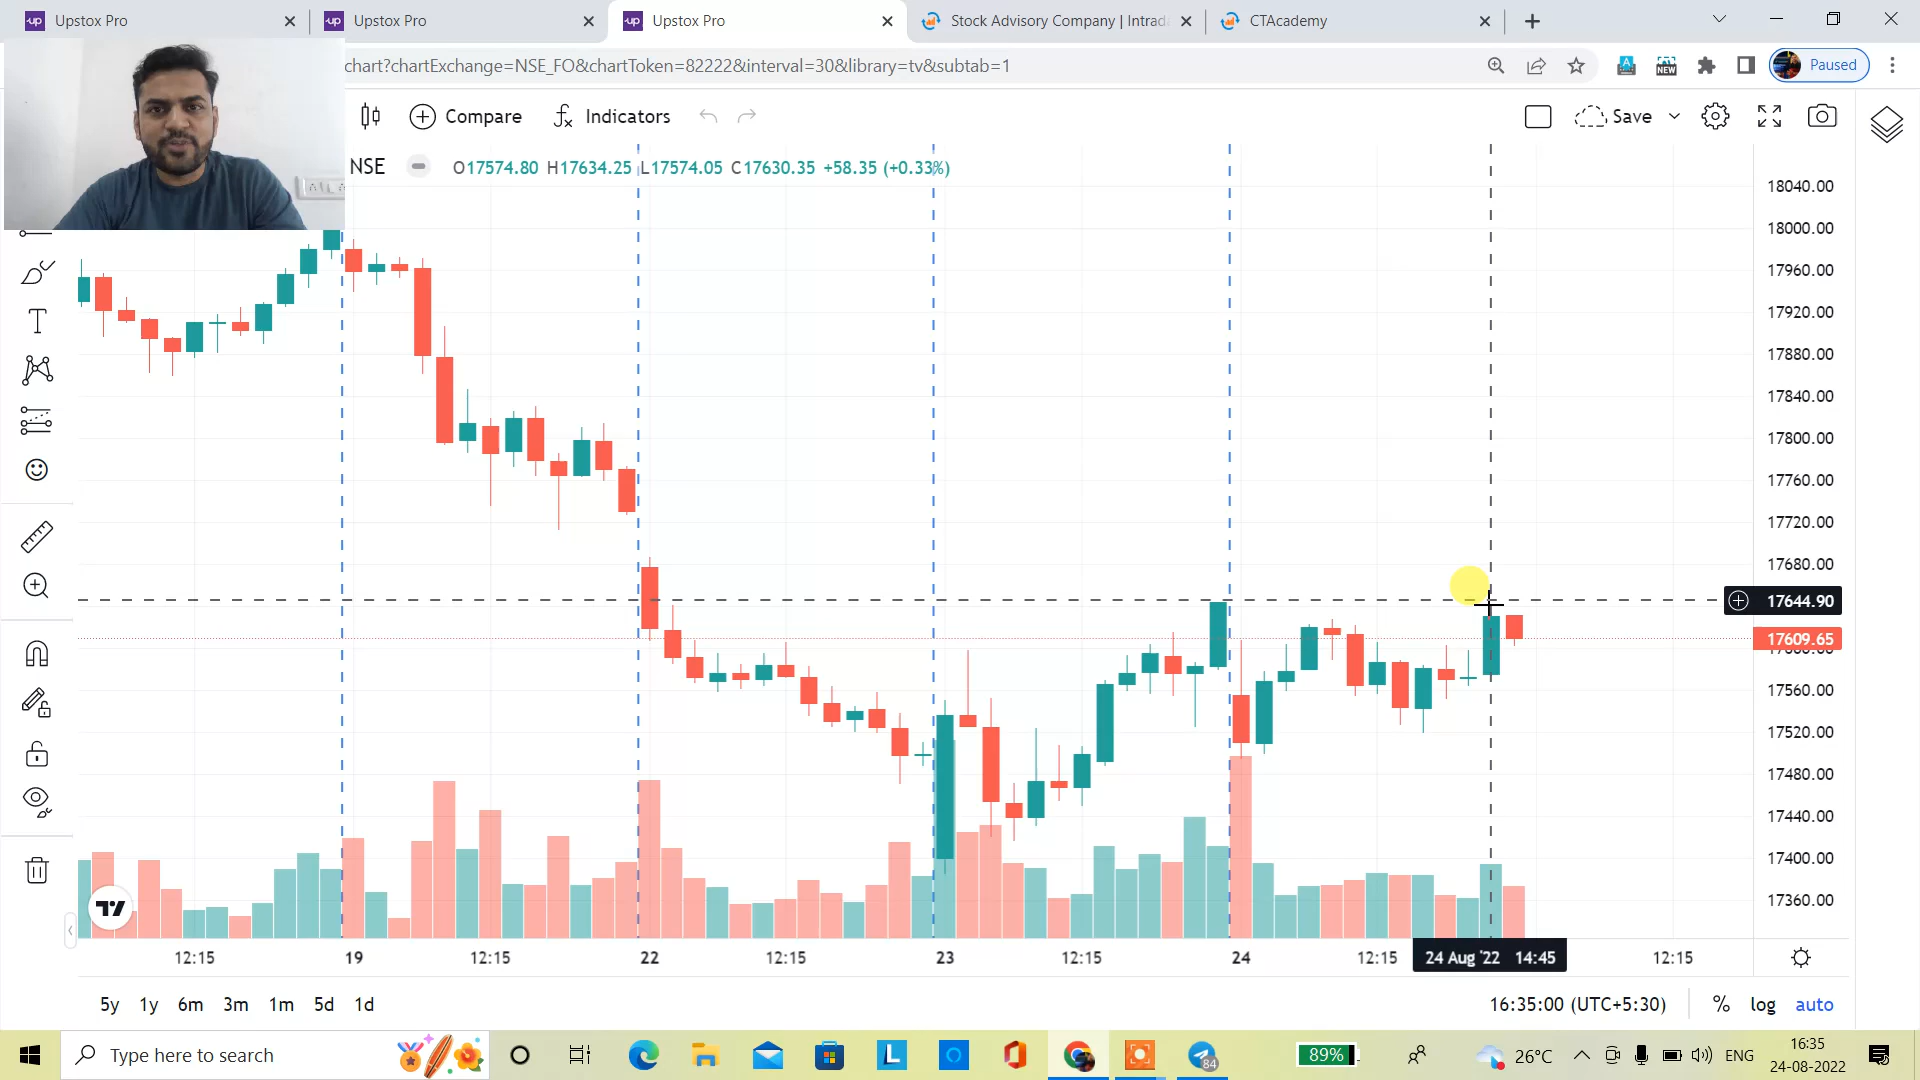 Upstox Pro
Upstox Pro
Upstox Pro
Stock Advisory Company | Intrada
CTAcademy
chart?chartExchange=NSE_FO&chartToken=82222&interval=30&library=tv&subtab=1
NEW
Paused
Compare
Indicators
Save
NSE
O17574.80 H17634.25 L17574.05 C17630.35 +58.35 (+0.33%)
18040.00
18000.00
17960.00
17920.00
17880.00
17840.00
17800.00
17760.00
17720.00
17680.00
17644.90
17609.65
17560.00
17520.00
17480.00
17440.00
17400.00
17360.00
12:15
19
12:15
22
12:15
23
12:15
24
12:15
24 Aug '22 14:45
12:15
5y 1y 6m 3m 1m 5d 1d
16:35:00 (UTC+5:30)
% log auto
Type here to search
84
89%
26°C
ENG
16:35
24-08-2022